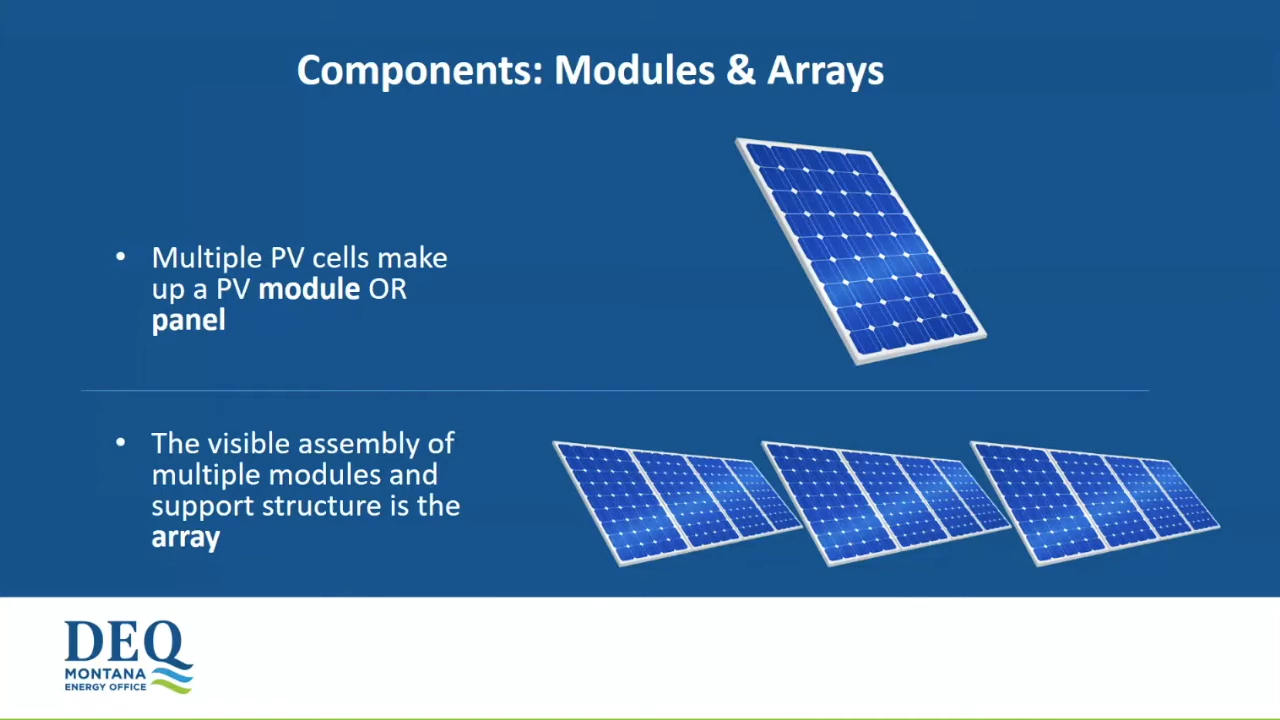 Components: Modules & Arrays
• Multiple PV cells make
up a PV module OR
panel
• The visible assembly of
multiple modules and
support structure is the
array
DEQ
MONTANA
ENERGY OFFICE